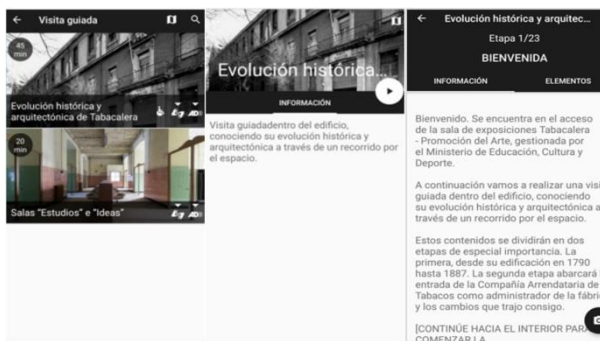 Visita guiada
45
min
Evolución histórica y
arquitectónica de Tabacalera
20
min
Salas "Estudios" e "Ideas"
Evolución histórica...
INFORMACIÓN
Visita guiadadentro del edificio,
conociendo su evolución histórica y
arquitectónica a través de un recorrido por
el espacio.
Evolución histórica y arquitec...
Etapa 1/23
BIENVENIDA
INFORMACIÓN
ELEMENTOS
Bienvenido. Se encuentra en el acceso
de la sala de exposiciones Tabacalera
- Promoción del Arte, gestionada por
el Ministerio de Educación, Cultura y
Deporte.
A continuación vamos a realizar una visi
guiada dentro del edificio, conociendo
su evolución histórica y arquitectónica a
través de un recorrido por el espacio.
Estos contenidos se dividirán en dos
etapas de especial importancia. La
primera, desde su edificación en 1790
hasta 1887. La segunda etapa abarcará
entrada de la Compañía Arrendataria de
Tabacos como administrador de la fábri
y los cambios que trajo consigo.
[CONTINÚE HACIA EL INTERIOR PARA
COMENZAR LA